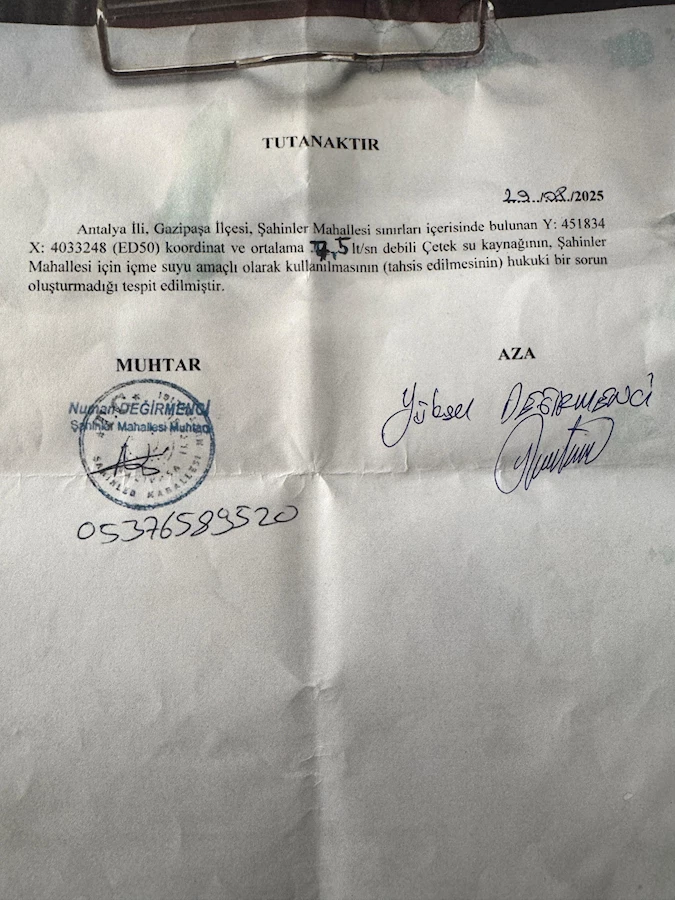 TUTANAKTIR
29../08./2025
Antalya İli, Gazipaşa İlçesi, Şahinler Mahallesi sınırları içerisinde bulunan Y: 451834
X: 4033248 (ED50) koordinat ve ortalama ,5 lt/sn debili Çetek su kaynağının, Şahinler
Mahallesi için içme suyu amaçlı olarak kullanılmasının (tahsis edilmesinin) hukuki bir sorun
oluşturmadığı tespit edilmiştir.
MUHTAR
AZA
Numan DEĞİRMENCİ
Şahinler Mahallesi Muhtarı
Yüksel DEĞİRMENCİ
05376589520